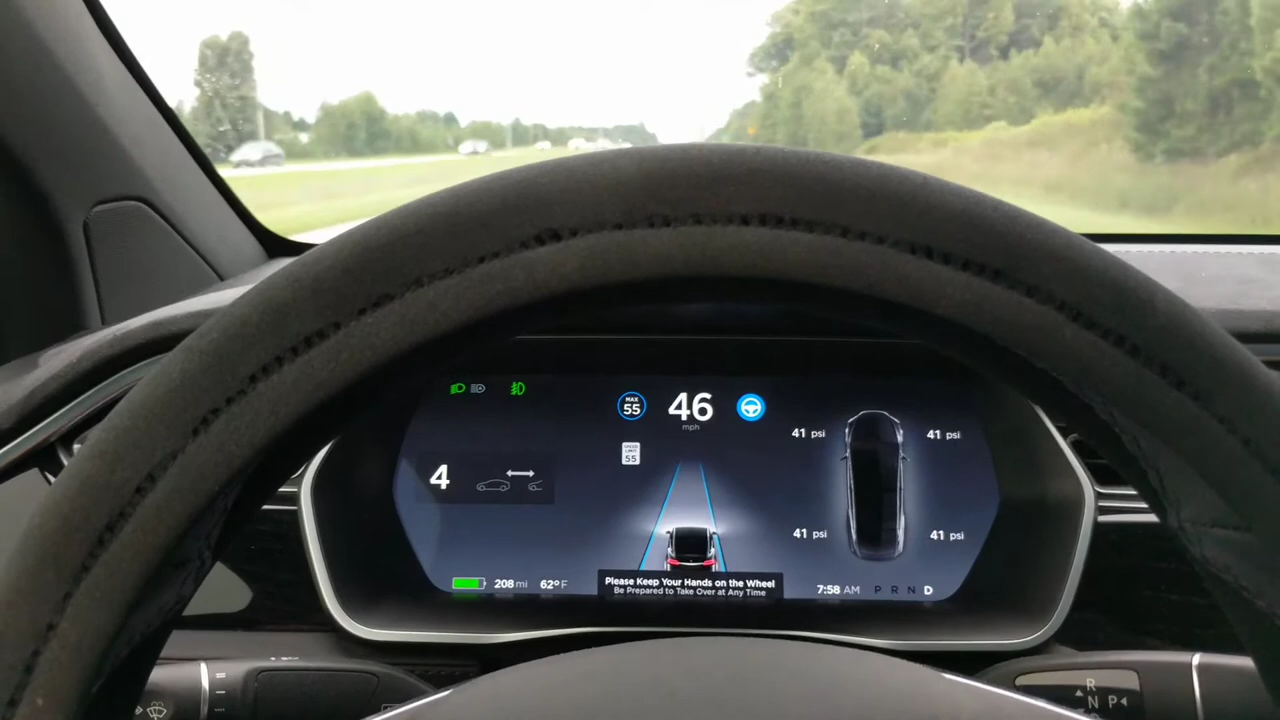 MAX
55
46
mph
SPEED
LIMIT
55
4
41 psi
41 psi
41 psi
41 psi
208 mi 62° F
Please Keep Your Hands on the Wheel
Be Prepared to Take Over at Any Time
7:58 AM P R N D
R
N P